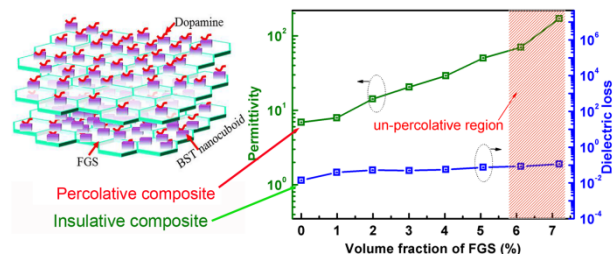 Dopamine
FGS
BST nanocuboid
Percolative composite
Insulative composite
Permittivity
10²
10¹
10⁰
un-percolative region
0 1 2 3 4 5 6 7
Volume fraction of FGS (%)
10⁶
10⁴
10²
10⁰
10⁻²
10⁻⁴
Dielectric loss